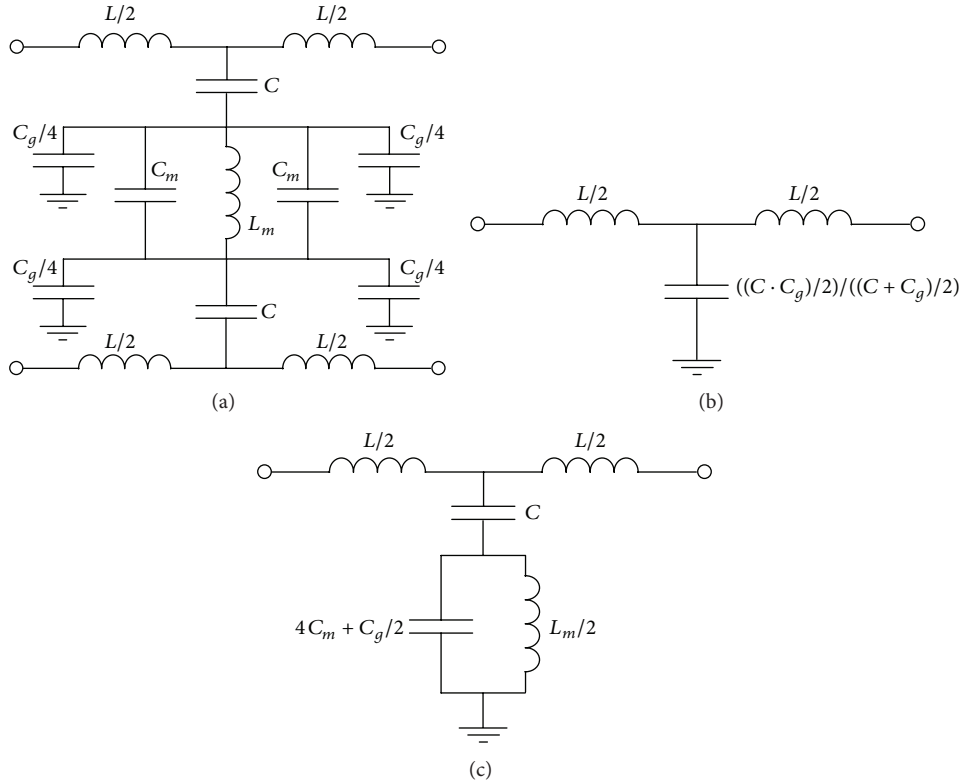 L/2 L/2
C
C_g/4 C_g/4
C_m C_m
L_m
C_g/4 C_g/4
C
L/2 L/2
(a)
L/2 L/2
((C · C_g)/2)/((C + C_g)/2)
(b)
L/2 L/2
C
4C_m + C_g/2 L_m/2
(c)